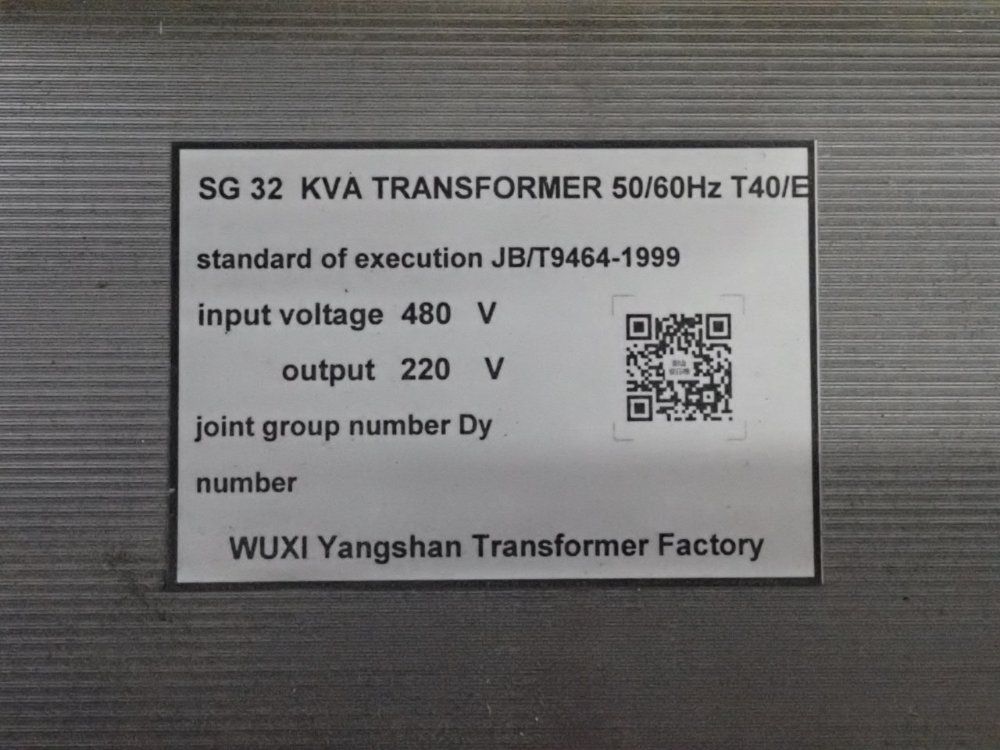 SG 32 KVA TRANSFORMER 50/60Hz T40/E
standard of execution JB/T9464-1999
input voltage 480 V
output 220 V
joint group number Dy
number
WUXI Yangshan Transformer Factory